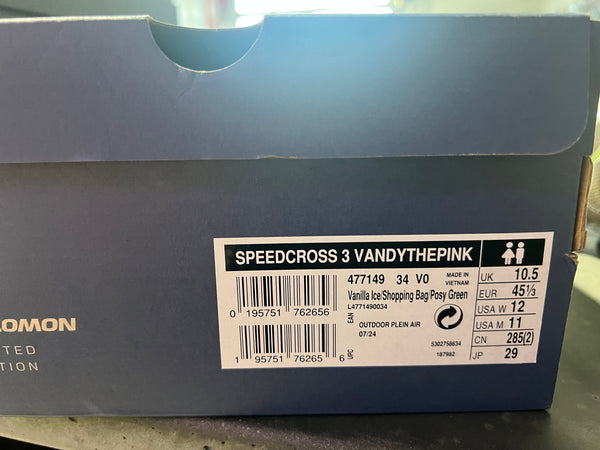 SPEEDCROSS 3 VANDYTHEPINK
477149 34 V0
MADE IN VIETNAM
Vanilla Ice/Shopping Bag/Posy Green
L4771490034
EAN
0 195751 762656
OUTDOOR PLEIN AIR
07/24
5302758634
187982
1 95751 76265 6
UPC
UK 10.5
EUR 45⅓
USA W 12
USA M 11
CN 285(2)
JP 29
LOMON
ITED
TION